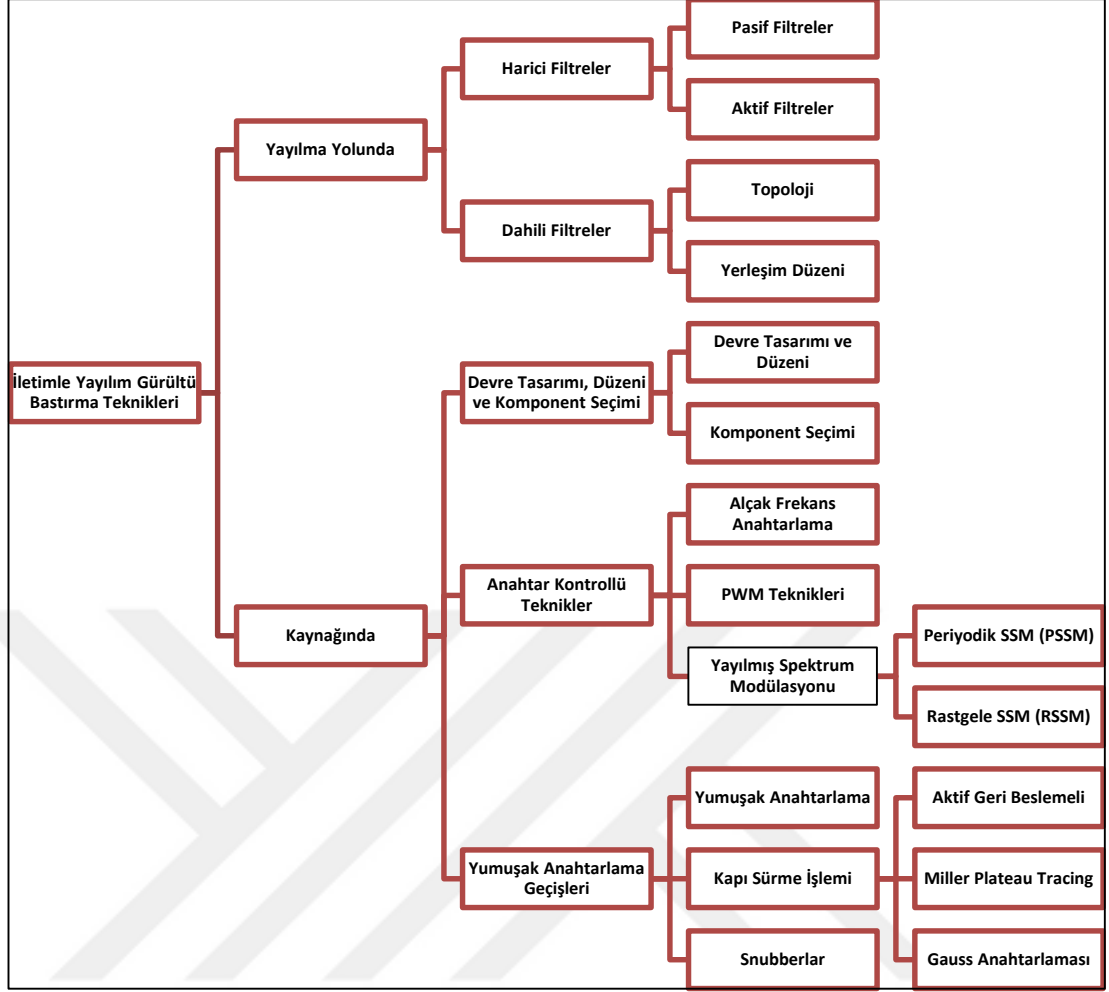 Pasif Filtreler
Harici Filtreler
Aktif Filtreler
Yayılma Yolunda
Topoloji
Dahili Filtreler
Yerleşim Düzeni
İletimle Yayılım Gürültü
Bastırma Teknikleri
Devre Tasarımı ve
Düzeni
Devre Tasarımı, Düzeni
ve Komponent Seçimi
Komponent Seçimi
Alçak Frekans
Anahtarlama
Anahtar Kontrollü
Teknikler
PWM Teknikleri
Kaynağında
Yayılmış Spektrum
Modülasyonu
Periyodik SSM (PSSM)
Rastgele SSM (RSSM)
Yumuşak Anahtarlama
Aktif Geri Beslemeli
Yumuşak Anahtarlama
Geçişleri
Kapı Sürme İşlemi
Miller Plateau Tracing
Snubberlar
Gauss Anahtarlaması